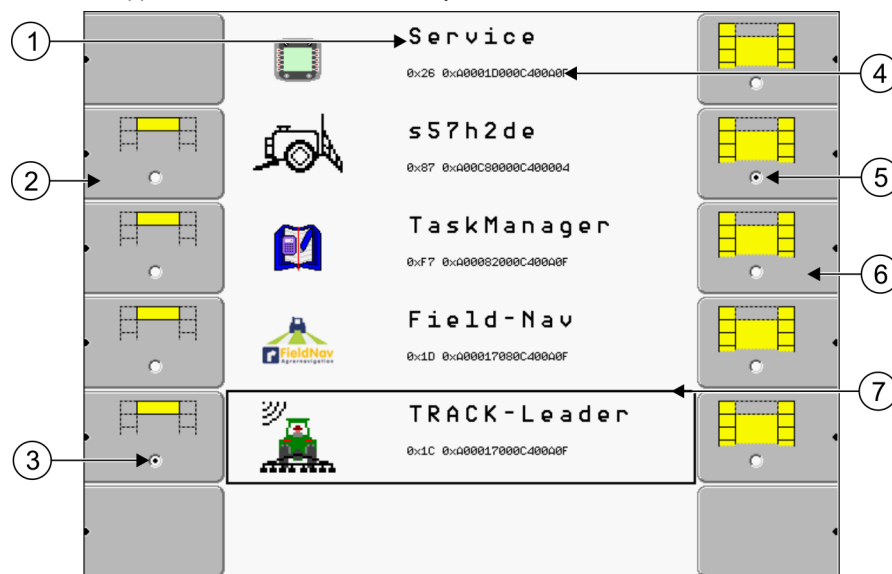 1
Service
0x26 0xA0001D000C400A0F
4
s57h2de
0x87 0xA00C80000C400004
2
5
TaskManager
0xF7 0xA00082000C400A0F
6
FieldNav
Agrarnavigation
Field-Nav
0x1D 0xA00017080C400A0F
7
TRACK-Leader
0x1C 0xA00017000C400A0F
3